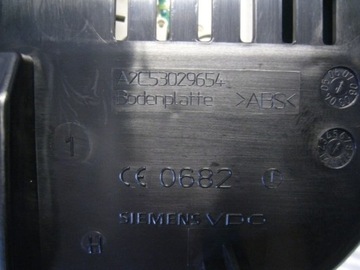 A2C53029654
Bodenplatte >ABS<
1
CE 0682 !
SIEMENS VDO
H